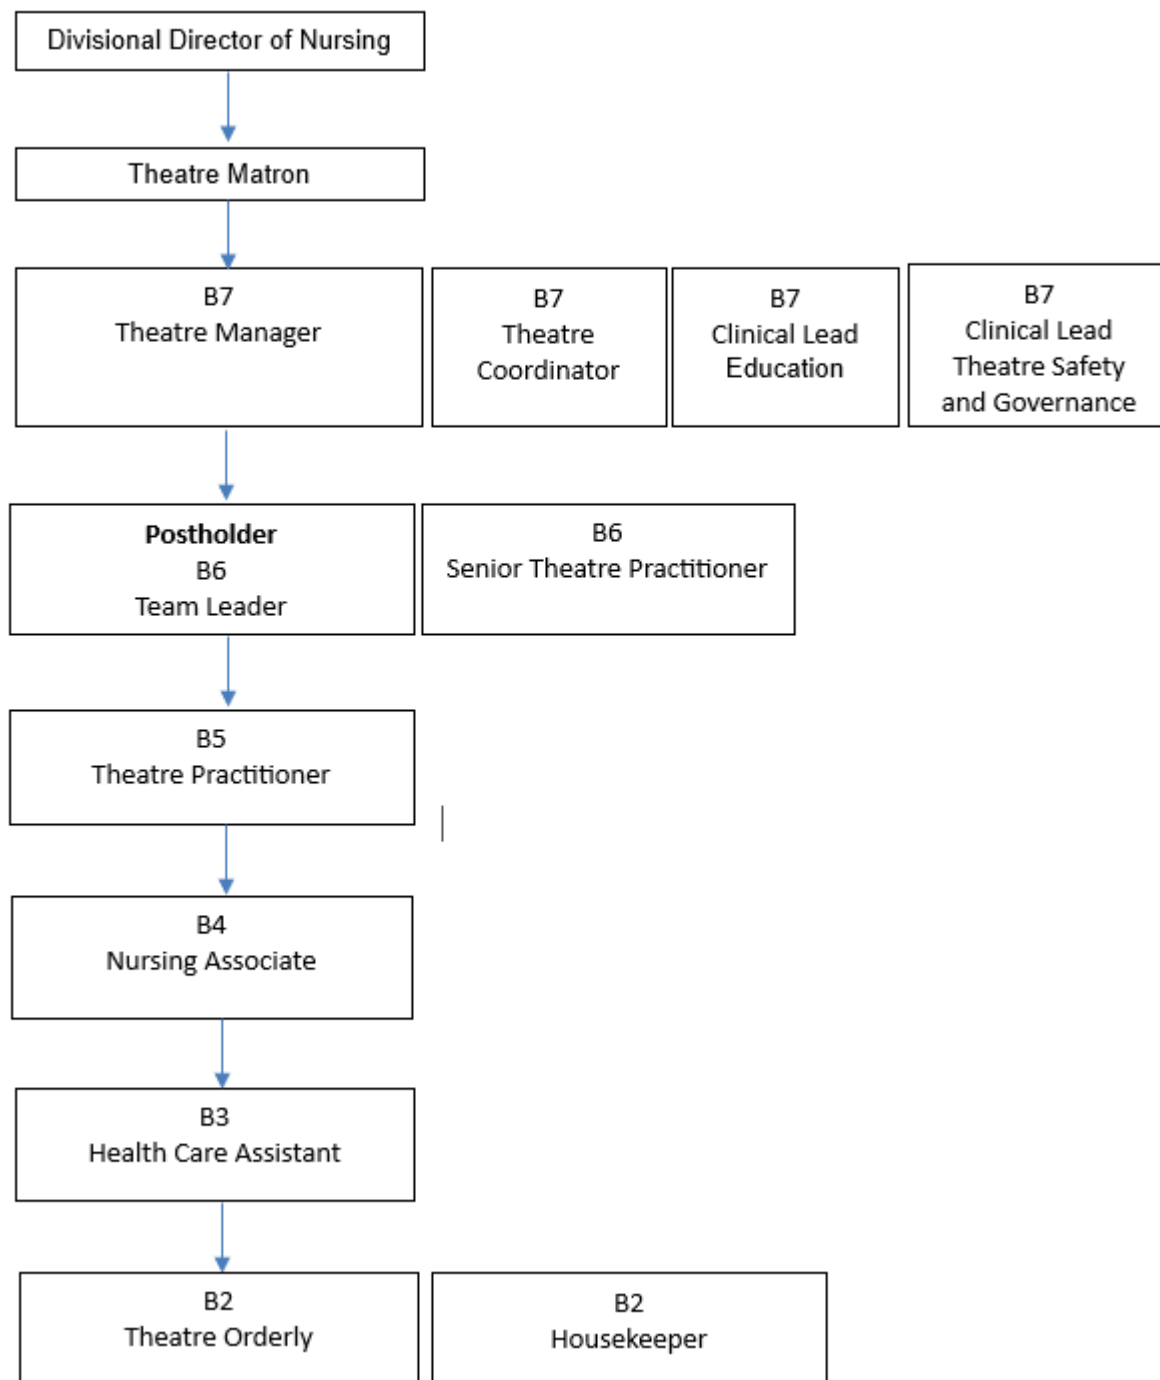 Divisional Director of Nursing
Theatre Matron
B7
Theatre Manager
B7
Theatre
Coordinator
B7
Clinical Lead
Education
B7
Clinical Lead
Theatre Safety
and Governance
Postholder
B6
Team Leader
B6
Senior Theatre Practitioner
B5
Theatre Practitioner
B4
Nursing Associate
B3
Health Care Assistant
B2
Theatre Orderly
B2
Housekeeper